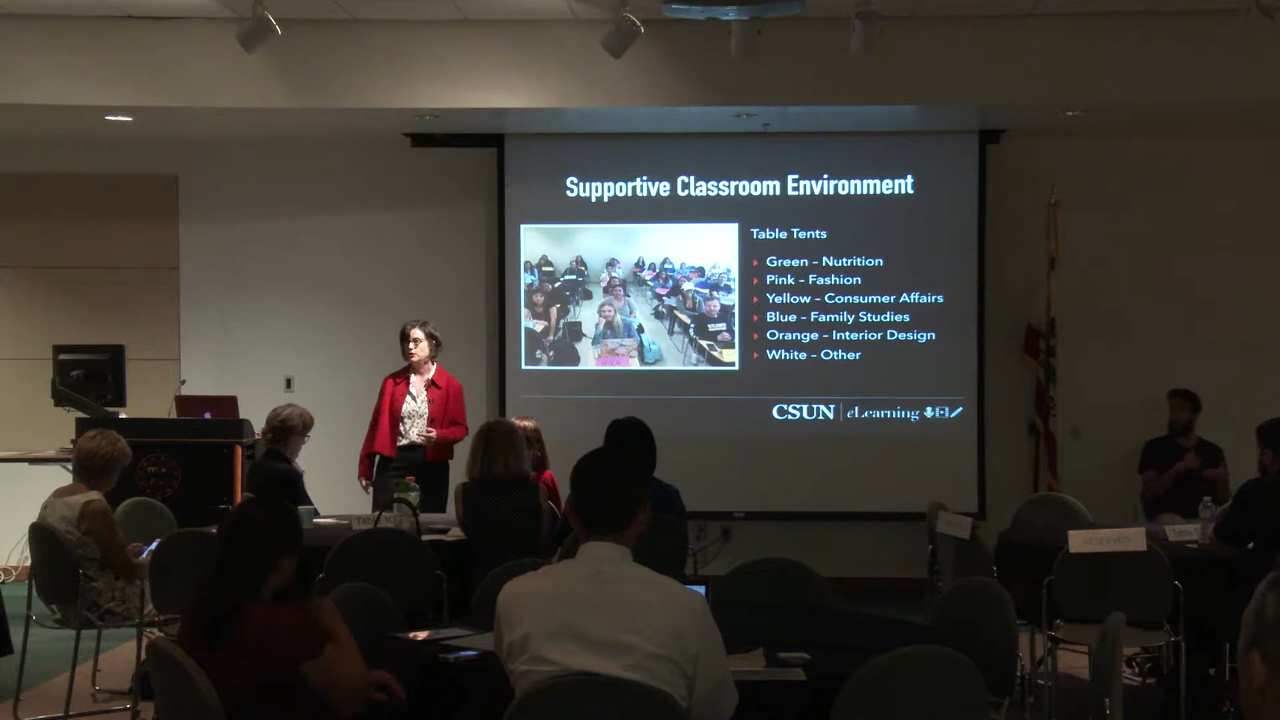 Supportive Classroom Environment
Table Tents
Green – Nutrition
Pink – Fashion
Yellow – Consumer Affairs
Blue – Family Studies
Orange – Interior Design
White – Other
CSUN eLearning
RESERVED